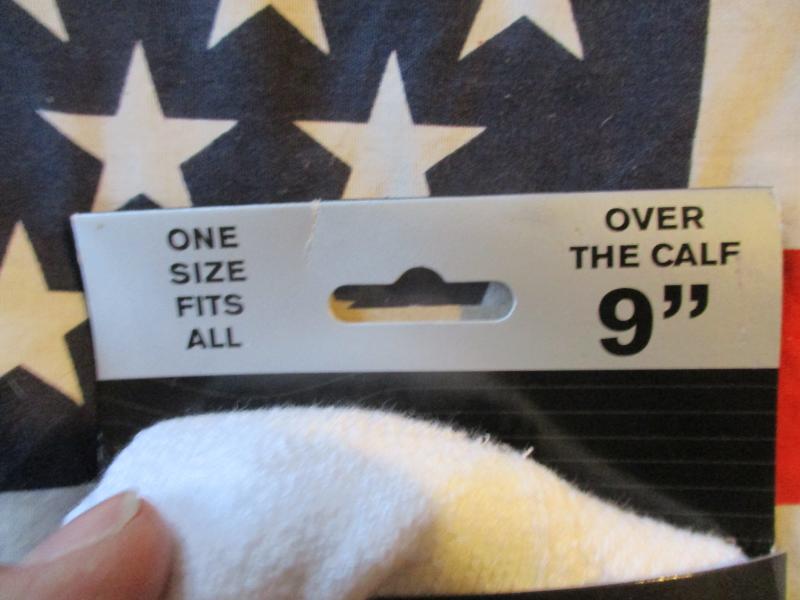 ONE
SIZE
FITS
ALL
OVER
THE CALF
9”